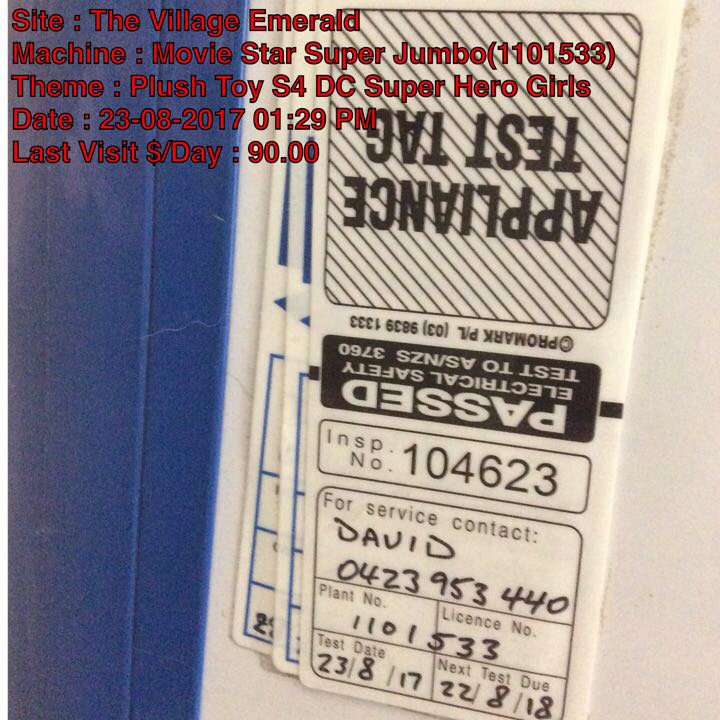 Site : The Village Emerald
Machine : Movie Star Super Jumbo(1101533)
Theme : Plush Toy S4 DC Super Hero Girls
Date : 23-08-2017 01:29 PM
Last Visit $/Day : 90.00
APPLIANCE
TEST TAG
©PROMARK P/L (03) 9839 1333
PASSED
ELECTRICAL SAFETY
TEST TO AS/NZS 3760
Insp. No. 104623
For service contact:
DAVID
0423 953 440
Plant No. Licence No.
1101533
Test Date Next Test Due
23/8/17 22/8/18